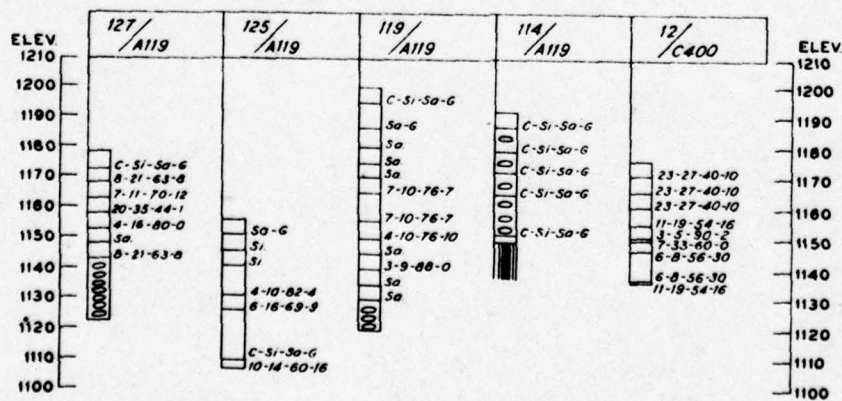 127/A119 125/A119 119/A119 114/A119 12/C400
ELEV. ELEV.
1210
1200
1190
1180
1170
1160
1150
1140
1130
1120
1110
1100
C-Si-Sa-G
8-21-63-8
7-11-70-12
20-35-44-1
4-16-80-0
Sa.
8-21-63-8
Sa-G
Si.
Si
4-10-82-4
6-16-69-9
C-Si-Sa-G
10-14-60-16
C-Si-Sa-G
Sa-G
Sa
Sa.
Sa.
7-10-76-7
7-10-76-7
4-10-76-10
Sa.
3-9-88-0
Sa.
Sa.
C-Si-Sa-G
C-Si-Sa-G
C-Si-Sa-G
C-Si-Sa-G
C-Si-Sa-G
23-27-40-10
23-27-40-10
23-27-40-10
11-19-54-16
3-5-90-2
7-33-60-0
6-8-56-30
6-8-56-30
11-19-54-16
1210
1200
1190
1180
1170
1160
1150
1140
1130
1120
1110
1100